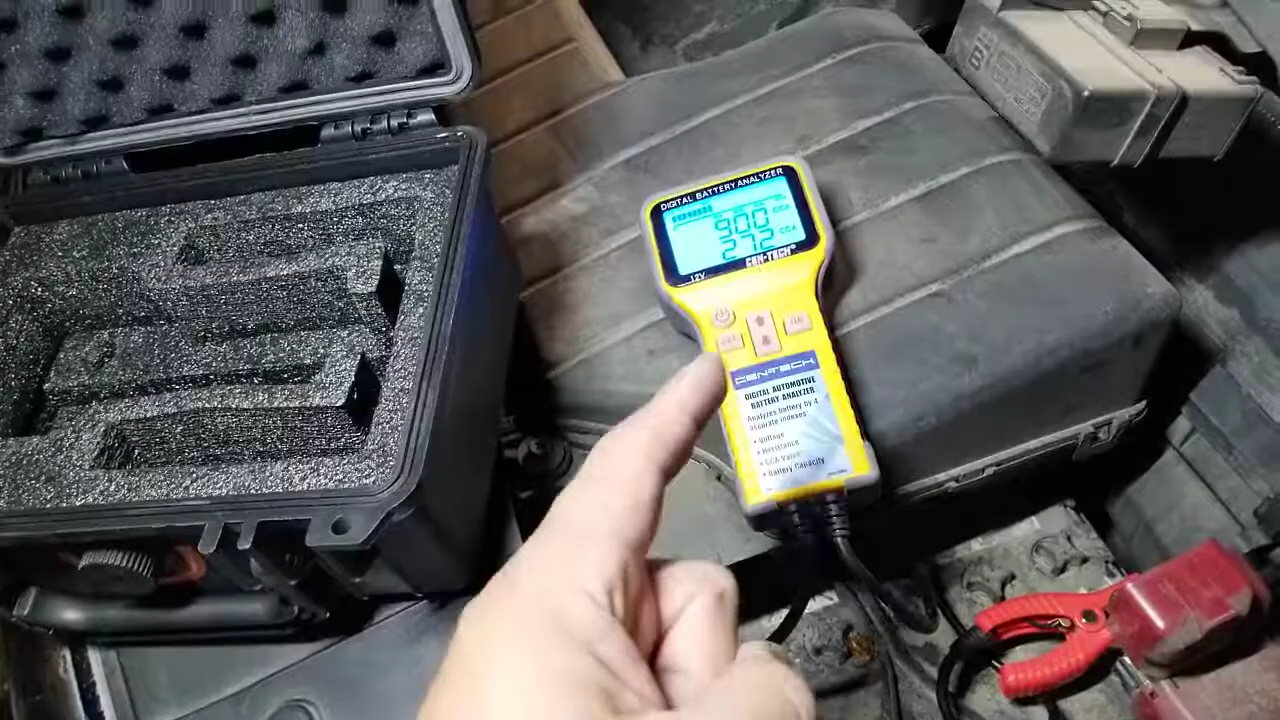 DIGITAL BATTERY ANALYZER
900 CCA
272 CCA
12V
CEN-TECH®
CEN-TECH
DIGITAL AUTOMOTIVE
BATTERY ANALYZER
Analyzes battery by 4
separate indexes:
• Voltage
• Resistance
• CCA Value
• Battery Capacity